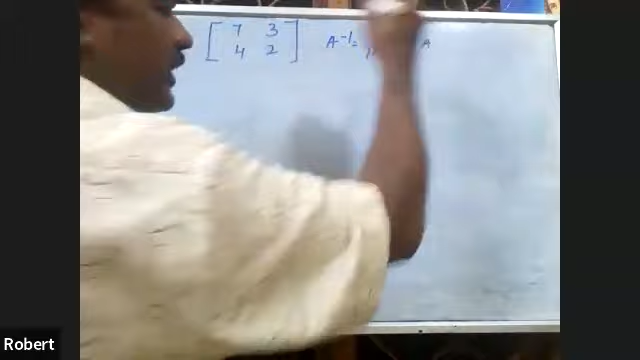 [ 7 3
4 2 ] A⁻¹ = A
Robert